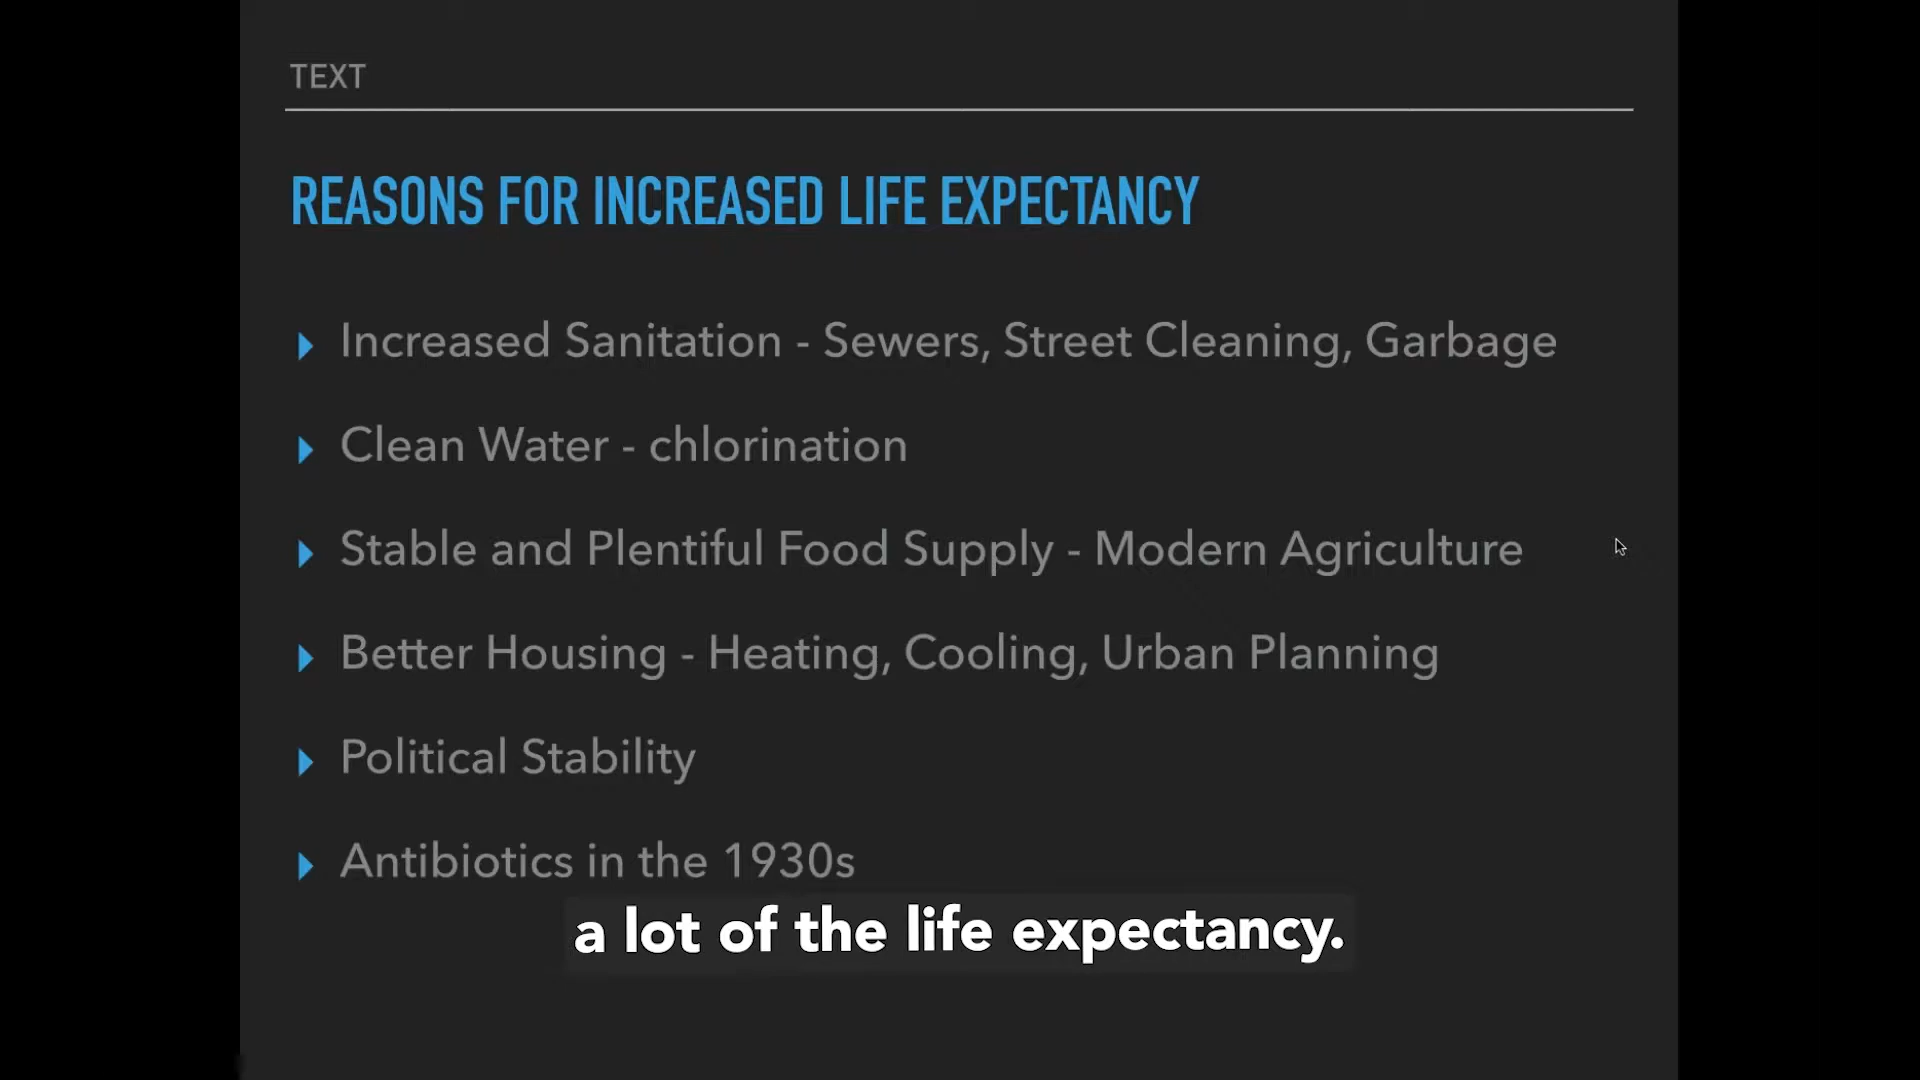 TEXT
REASONS FOR INCREASED LIFE EXPECTANCY
Increased Sanitation - Sewers, Street Cleaning, Garbage
Clean Water - chlorination
Stable and Plentiful Food Supply - Modern Agriculture
Better Housing - Heating, Cooling, Urban Planning
Political Stability
Antibiotics in the 1930s
a lot of the life expectancy.